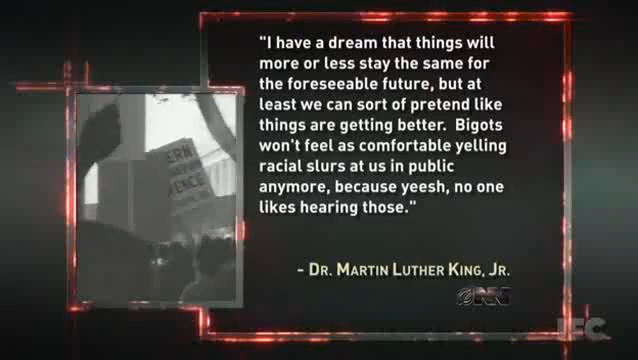 "I have a dream that things will
more or less stay the same for
the foreseeable future, but at
least we can sort of pretend like
things are getting better.  Bigots
won't feel as comfortable yelling
racial slurs at us in public
anymore, because yeesh, no one
likes hearing those."
- Dr. Martin Luther King, Jr.
ONN
IFC
ERN
ENCE